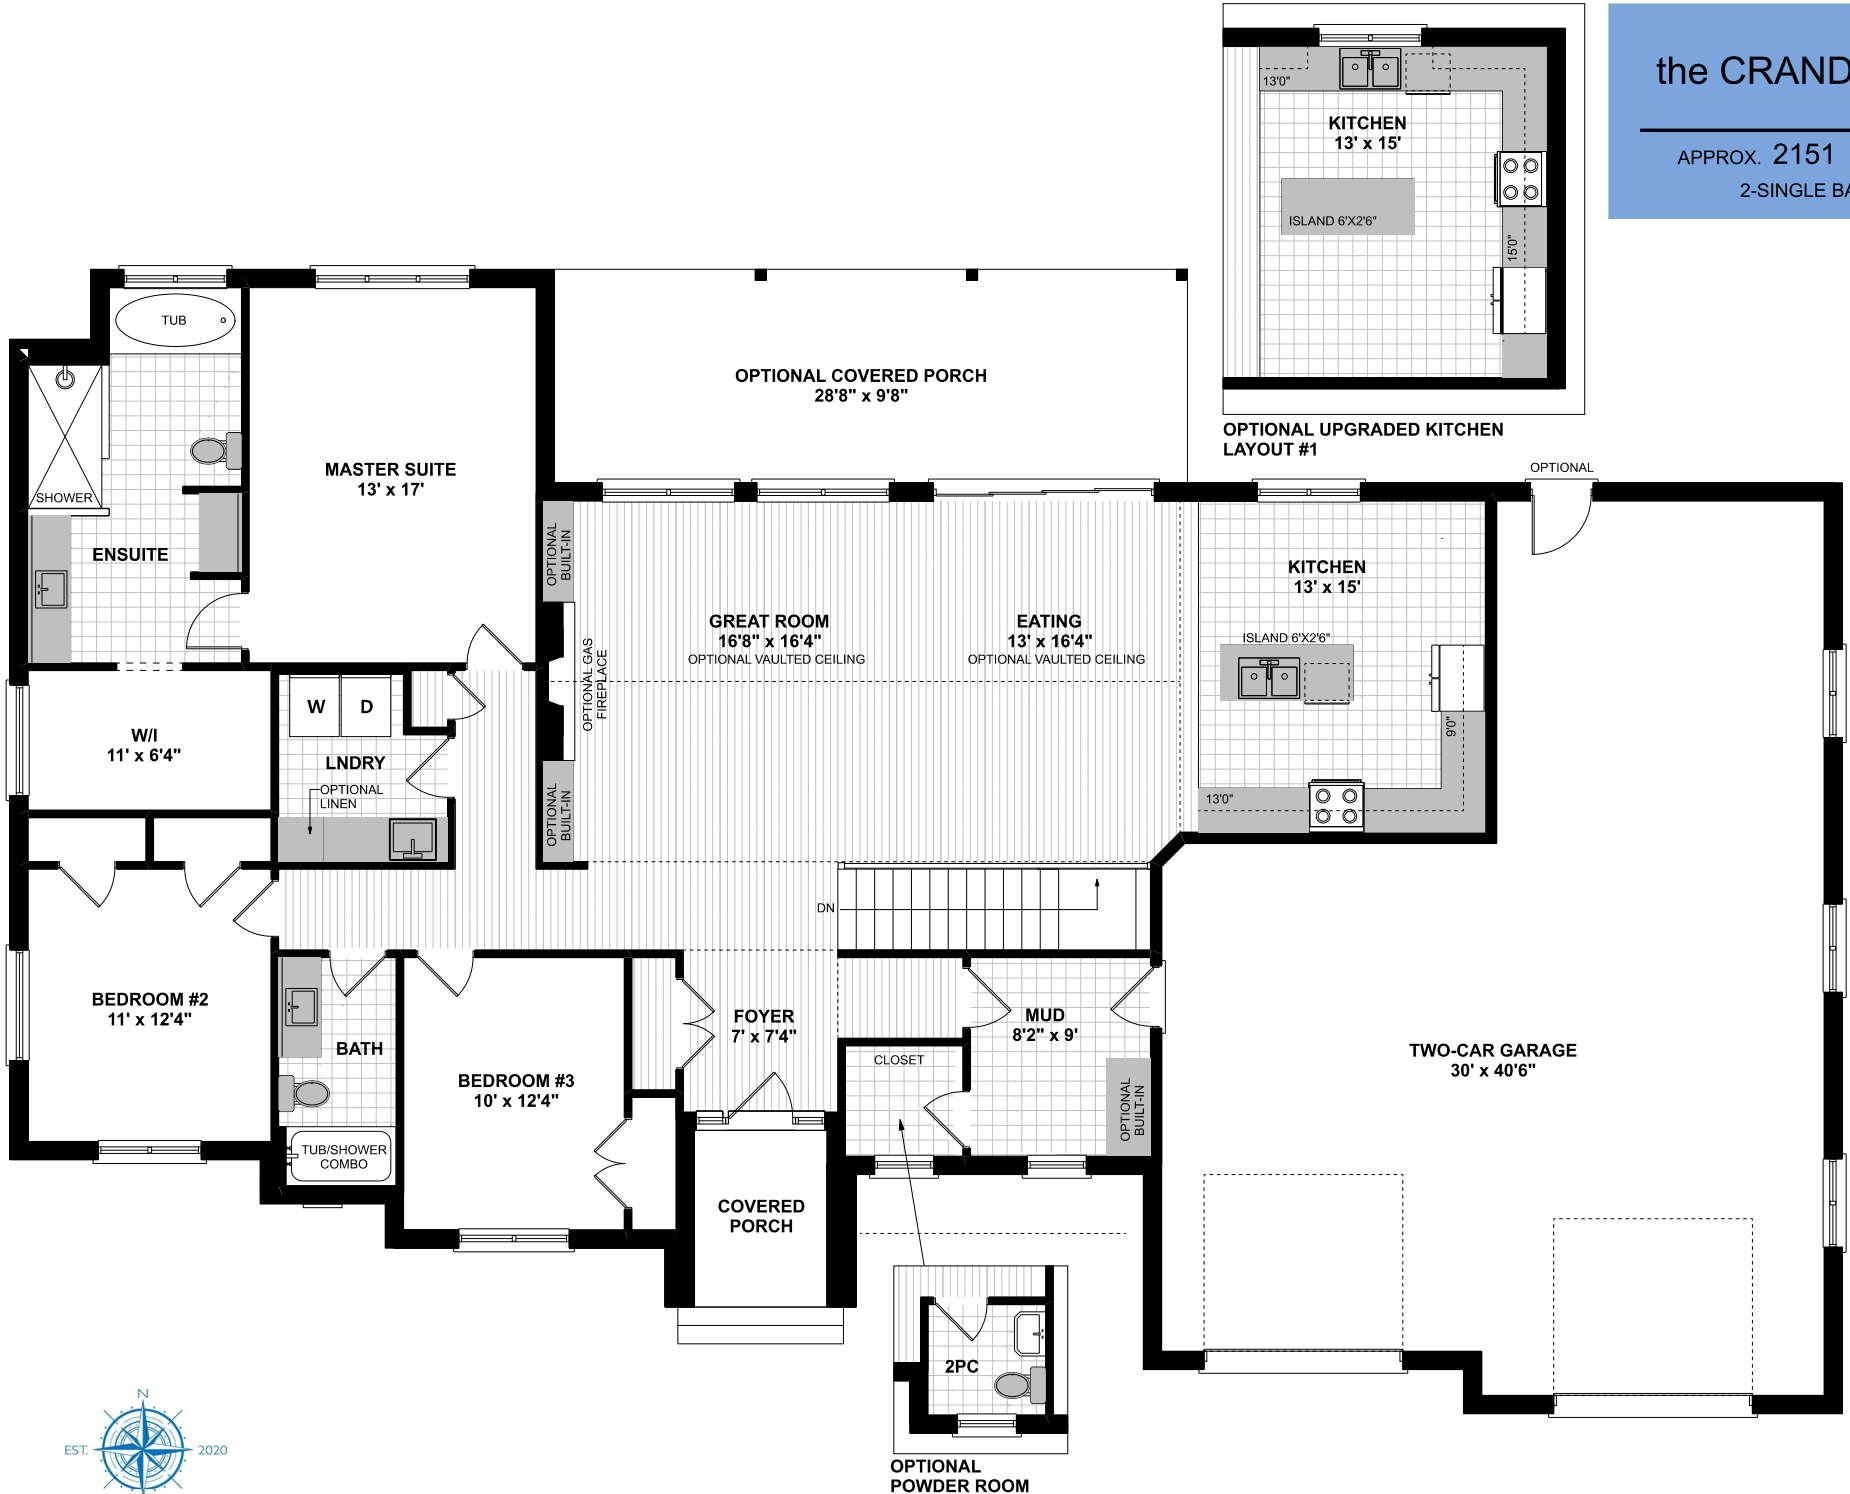 the CRAND
APPROX. 2151
2-SINGLE BA
13'0"
KITCHEN
13' x 15'
ISLAND 6'X2'6"
15'0"
OPTIONAL UPGRADED KITCHEN
LAYOUT #1
TUB
SHOWER
ENSUITE
MASTER SUITE
13' x 17'
OPTIONAL COVERED PORCH
28'8" x 9'8"
OPTIONAL
OPTIONAL
BUILT-IN
OPTIONAL GAS
FIREPLACE
OPTIONAL
BUILT-IN
GREAT ROOM
16'8" x 16'4"
OPTIONAL VAULTED CEILING
EATING
13' x 16'4"
OPTIONAL VAULTED CEILING
KITCHEN
13' x 15'
ISLAND 6'X2'6"
9'0"
13'0"
W/I
11' x 6'4"
W
D
LNDRY
OPTIONAL
LINEN
DN
BEDROOM #2
11' x 12'4"
BATH
TUB/SHOWER
COMBO
BEDROOM #3
10' x 12'4"
FOYER
7' x 7'4"
CLOSET
MUD
8'2" x 9'
OPTIONAL
BUILT-IN
TWO-CAR GARAGE
30' x 40'6"
COVERED
PORCH
2PC
OPTIONAL
POWDER ROOM
N
EST.
2020